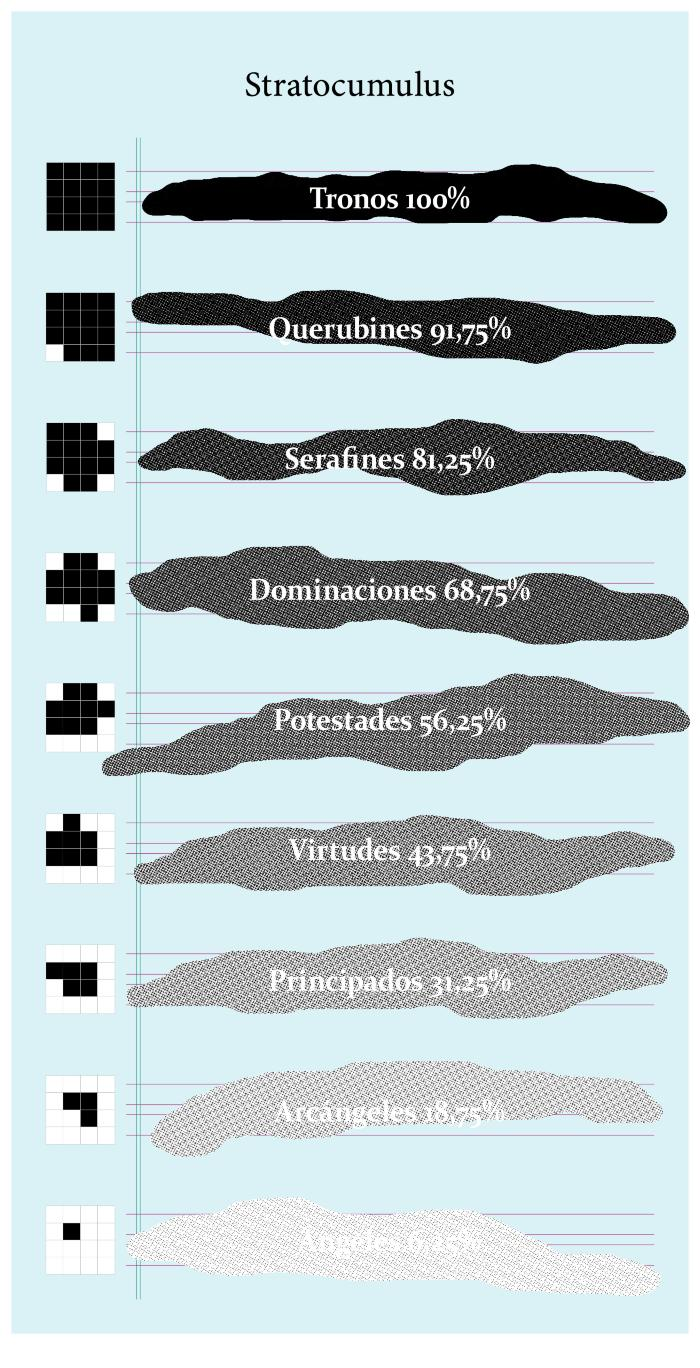 Stratocumulus
Tronos 100%
Querubines 91,75%
Serafines 81,25%
Dominaciones 68,75%
Potestades 56,25%
Virtudes 43,75%
Principados 31,25%
Arcángeles 18,75%
Ángeles 6,25%